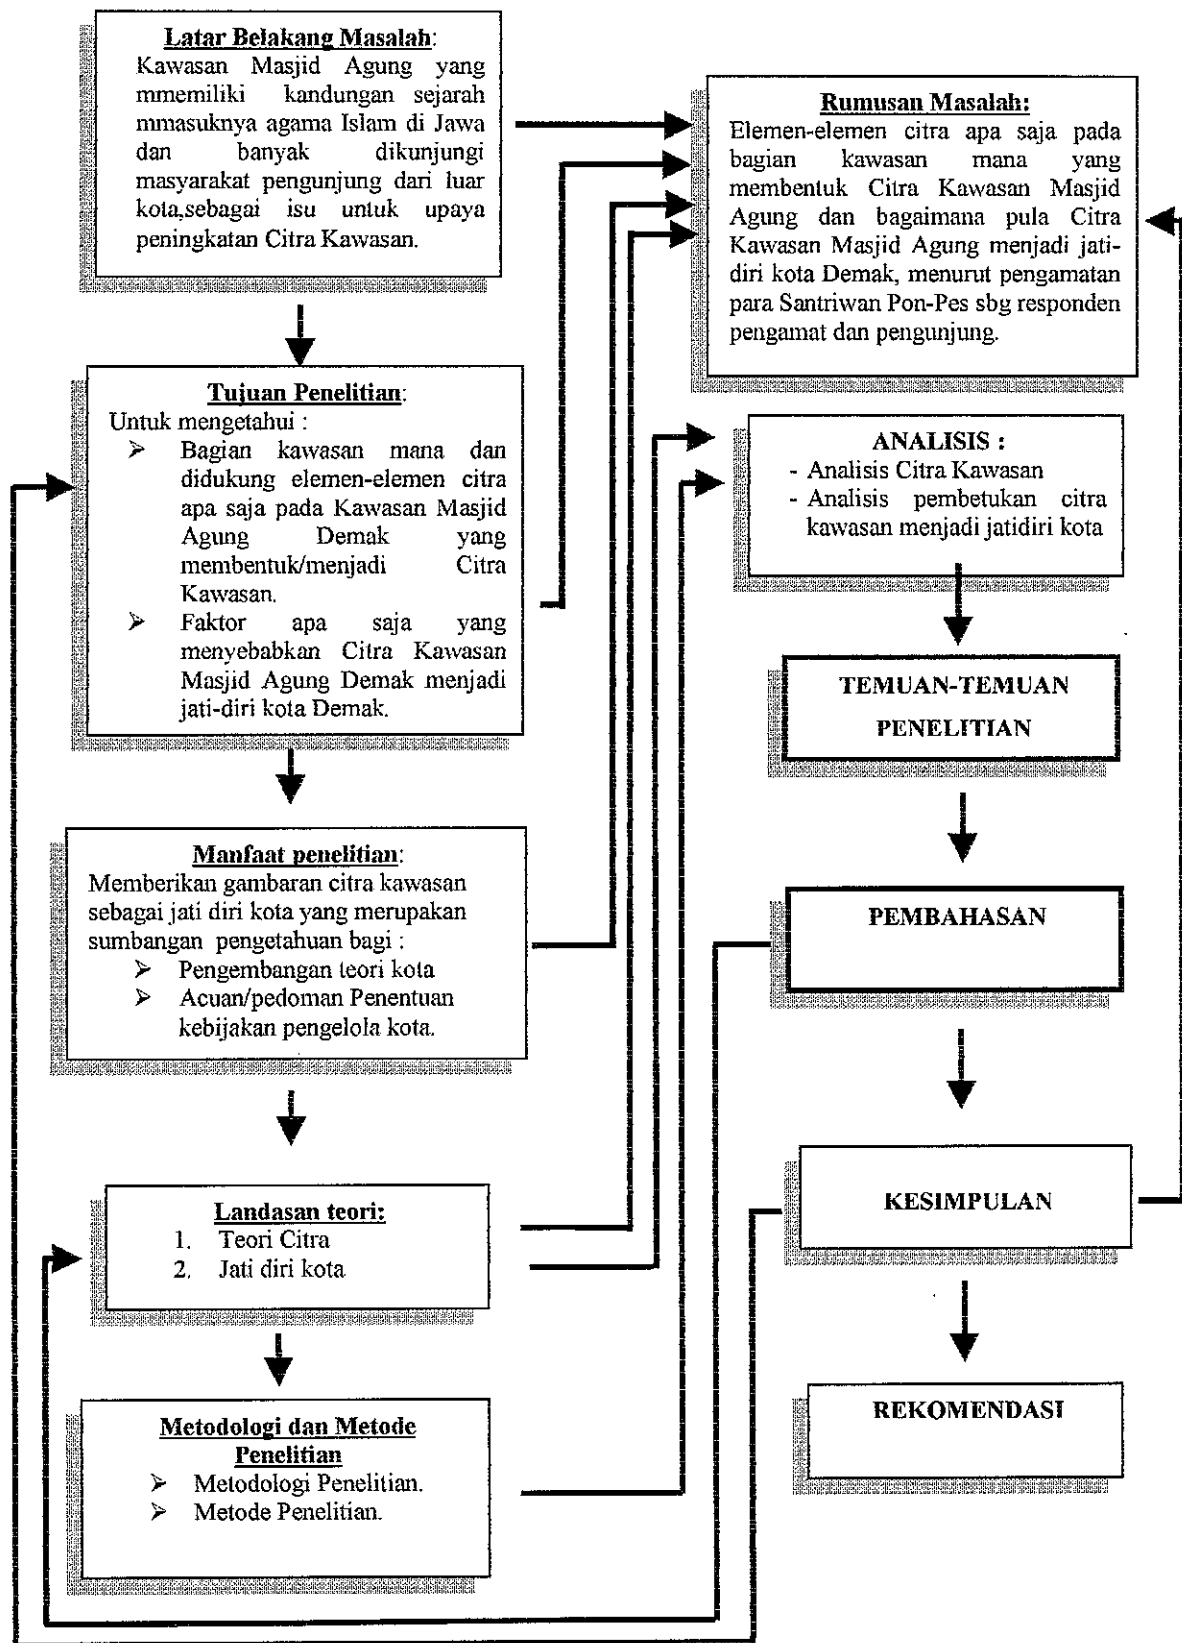 Latar Belakang Masalah:
Kawasan Masjid Agung yang
mmemiliki kandungan sejarah
mmasuknya agama Islam di Jawa
dan banyak dikunjungi
masyarakat pengunjung dari luar
kota,sebagai isu untuk upaya
peningkatan Citra Kawasan.
Tujuan Penelitian:
Untuk mengetahui :
➢ Bagian kawasan mana dan
didukung elemen-elemen citra
apa saja pada Kawasan Masjid
Agung Demak yang
membentuk/menjadi Citra
Kawasan.
➢ Faktor apa saja yang
menyebabkan Citra Kawasan
Masjid Agung Demak menjadi
jati-diri kota Demak.
Manfaat penelitian:
Memberikan gambaran citra kawasan
sebagai jati diri kota yang merupakan
sumbangan pengetahuan bagi :
➢ Pengembangan teori kota
➢ Acuan/pedoman Penentuan
kebijakan pengelola kota.
Landasan teori:
1. Teori Citra
2. Jati diri kota
Metodologi dan Metode
Penelitian
➢ Metodologi Penelitian.
➢ Metode Penelitian.
Rumusan Masalah:
Elemen-elemen citra apa saja pada
bagian kawasan mana yang
membentuk Citra Kawasan Masjid
Agung dan bagaimana pula Citra
Kawasan Masjid Agung menjadi jati-
diri kota Demak, menurut pengamatan
para Santriwan Pon-Pes sbg responden
pengamat dan pengunjung.
ANALISIS :
- Analisis Citra Kawasan
- Analisis pembetukan citra
kawasan menjadi jatidiri kota
TEMUAN-TEMUAN
PENELITIAN
PEMBAHASAN
KESIMPULAN
REKOMENDASI